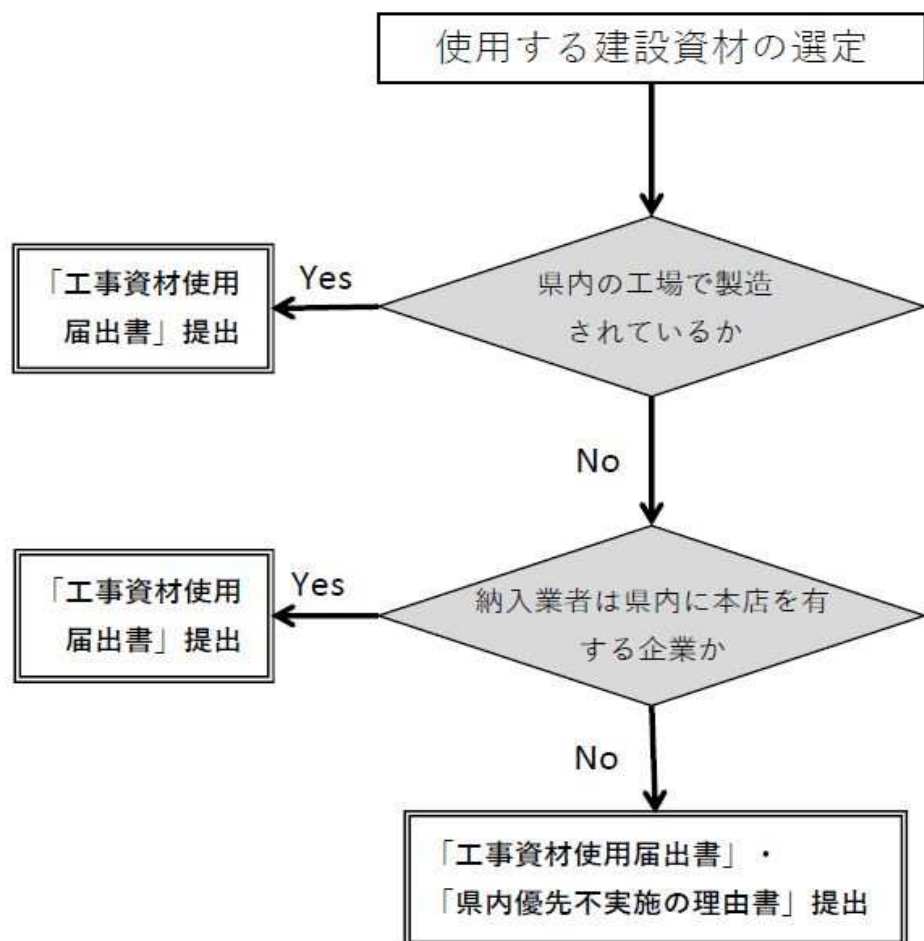 使用する建設資材の選定
県内の工場で製造
されているか
Yes
「工事資材使用
届出書」提出
No
納入業者は県内に本店を有
する企業か
Yes
「工事資材使用
届出書」提出
No
「工事資材使用届出書」・
「県内優先不実施の理由書」提出